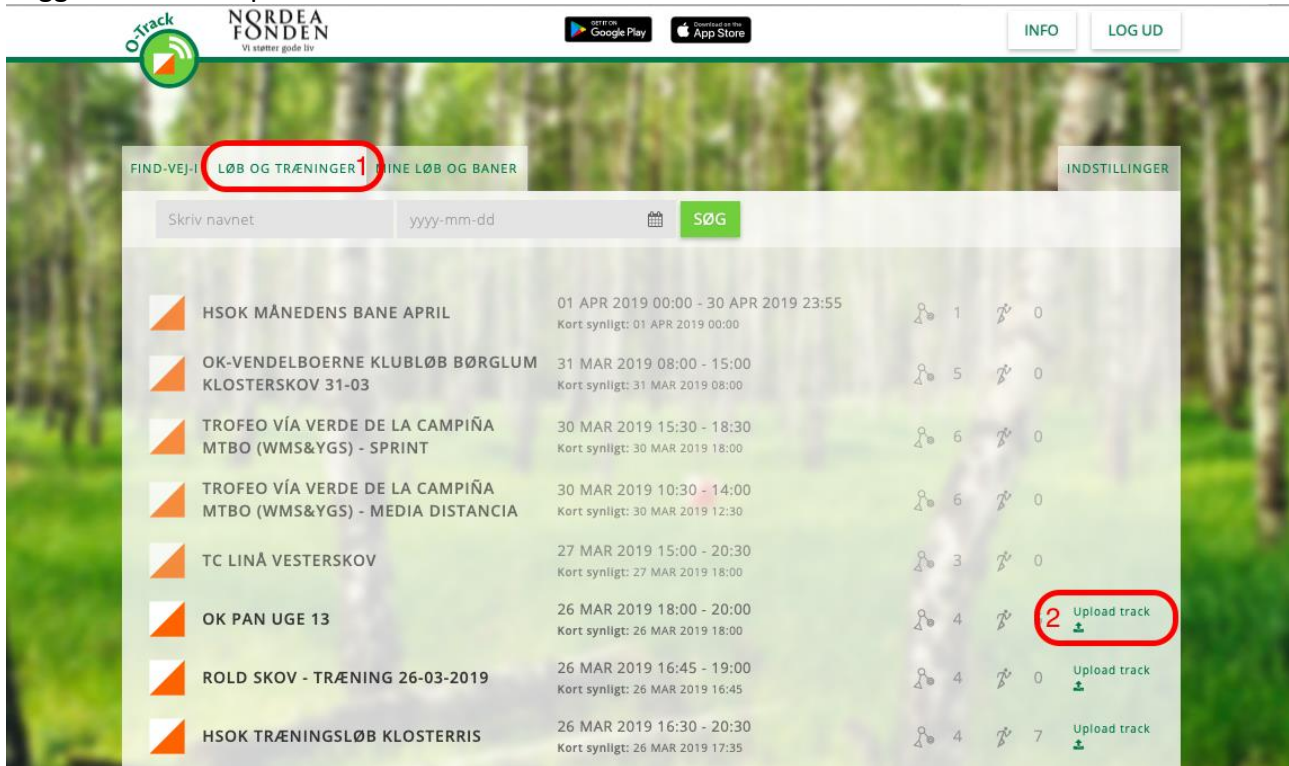 O-Track
NORDEA
FONDEN
Vi støtter gode liv
GET IT ON
Google Play
Download on the
App Store
INFO
LOG UD
FIND-VEJ-I
LØB OG TRÆNINGER
1
MINE LØB OG BANER
INDSTILLINGER
Skriv navnet
yyyy-mm-dd
SØG
HSOK MÅNEDENS BANE APRIL
01 APR 2019 00:00 - 30 APR 2019 23:55
Kort synligt: 01 APR 2019 00:00
1
0
OK-VENDELBOERNE KLUBLØB BØRGLUM
KLOSTERSKOV 31-03
31 MAR 2019 08:00 - 15:00
Kort synligt: 31 MAR 2019 08:00
5
0
TROFEO VÍA VERDE DE LA CAMPIÑA
MTBO (WMS&YGS) - SPRINT
30 MAR 2019 15:30 - 18:30
Kort synligt: 30 MAR 2019 18:00
6
0
TROFEO VÍA VERDE DE LA CAMPIÑA
MTBO (WMS&YGS) - MEDIA DISTANCIA
30 MAR 2019 10:30 - 14:00
Kort synligt: 30 MAR 2019 12:30
6
0
TC LINÅ VESTERSKOV
27 MAR 2019 15:00 - 20:30
Kort synligt: 27 MAR 2019 18:00
3
0
OK PAN UGE 13
26 MAR 2019 18:00 - 20:00
Kort synligt: 26 MAR 2019 18:00
4
2
Upload track
ROLD SKOV - TRÆNING 26-03-2019
26 MAR 2019 16:45 - 19:00
Kort synligt: 26 MAR 2019 16:45
4
0
Upload track
HSOK TRÆNINGSLØB KLOSTERRIS
26 MAR 2019 16:30 - 20:30
Kort synligt: 26 MAR 2019 17:35
4
7
Upload track